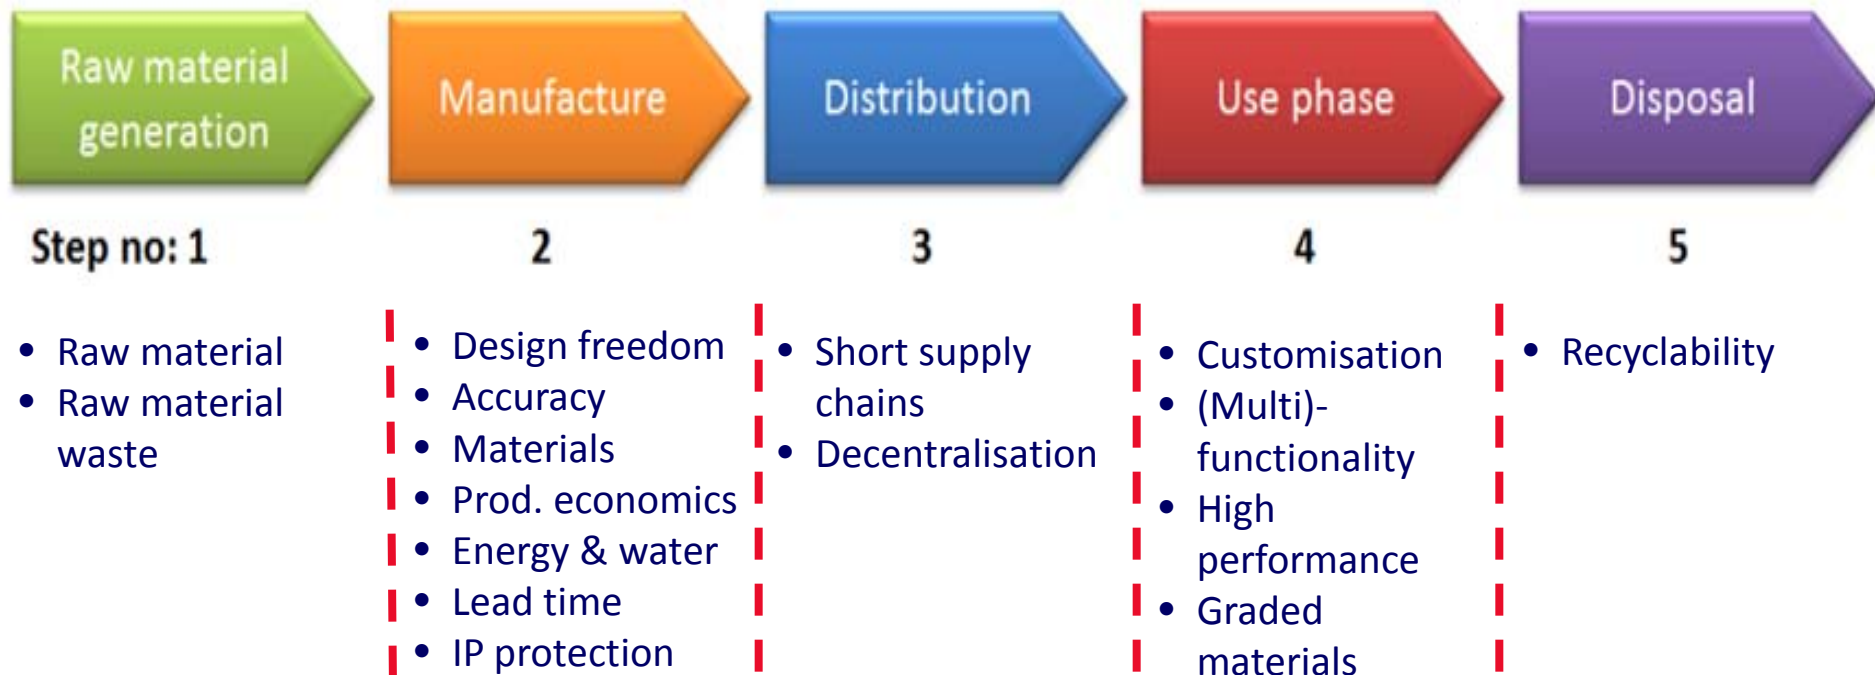 Raw material
generation
Manufacture
Distribution
Use phase
Disposal
Step no: 1
2
3
4
5
• Raw material
• Raw material
waste
• Design freedom
• Accuracy
• Materials
• Prod. economics
• Energy & water
• Lead time
• IP protection
• Short supply
chains
• Decentralisation
• Customisation
• (Multi)-
functionality
• High
performance
• Graded
materials
• Recyclability